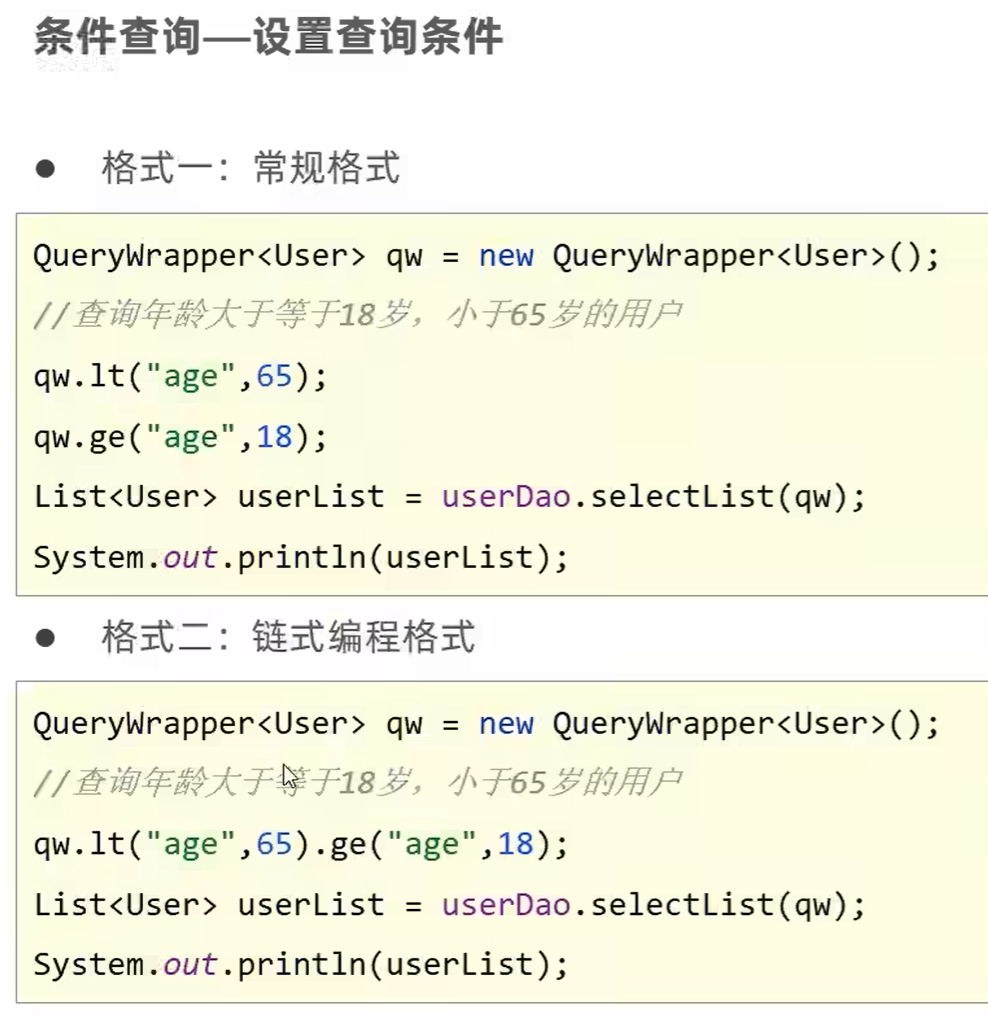 条件查询—设置查询条件
● 格式一：常规格式
QueryWrapper<User> qw = new QueryWrapper<User>();
//查询年龄大于等于18岁，小于65岁的用户
qw.lt("age",65);
qw.ge("age",18);
List<User> userList = userDao.selectList(qw);
System.out.println(userList);
● 格式二：链式编程格式
QueryWrapper<User> qw = new QueryWrapper<User>();
//查询年龄大于等于18岁，小于65岁的用户
qw.lt("age",65).ge("age",18);
List<User> userList = userDao.selectList(qw);
System.out.println(userList);